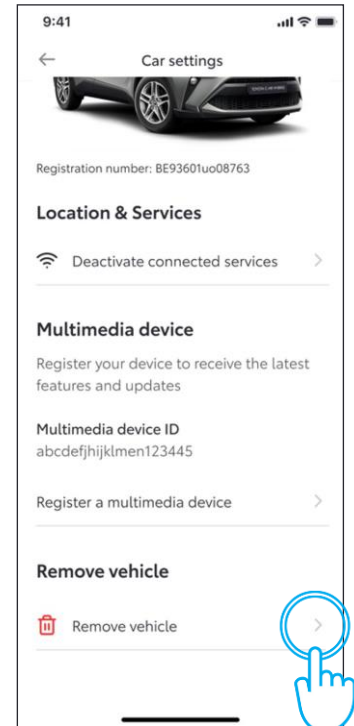 9:41
Car settings
Registration number: BE93601uo08763
Location & Services
Deactivate connected services
Multimedia device
Register your device to receive the latest
features and updates
Multimedia device ID
abcdefjhijklmen123445
Register a multimedia device
Remove vehicle
Remove vehicle